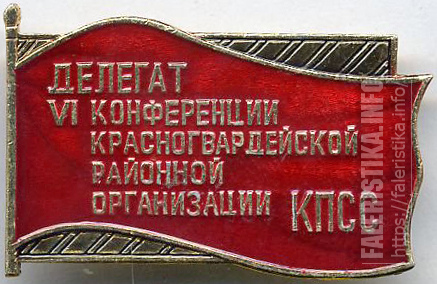 ДЕЛЕГАТ
VI КОНФЕРЕНЦИИ
КРАСНОГВАРДЕЙСКОЙ
РАЙОННОЙ
ОРГАНИЗАЦИИ КПСС
FALERISTIKA.INFO
https://faleristika.info